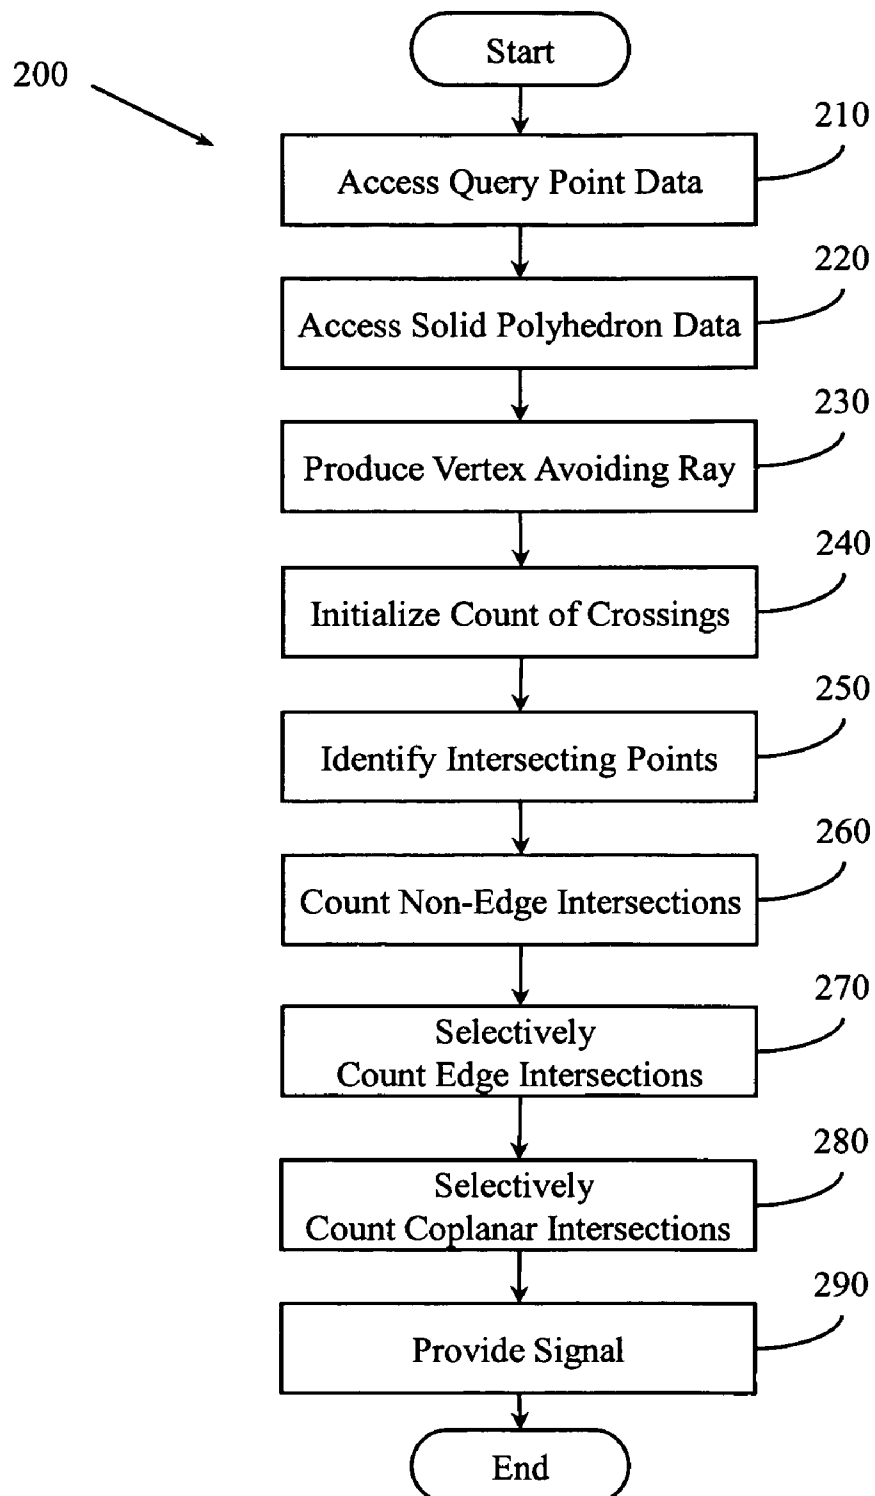 Start
200
210
Access Query Point Data
220
Access Solid Polyhedron Data
230
Produce Vertex Avoiding Ray
240
Initialize Count of Crossings
250
Identify Intersecting Points
260
Count Non-Edge Intersections
270
Selectively
Count Edge Intersections
280
Selectively
Count Coplanar Intersections
290
Provide Signal
End